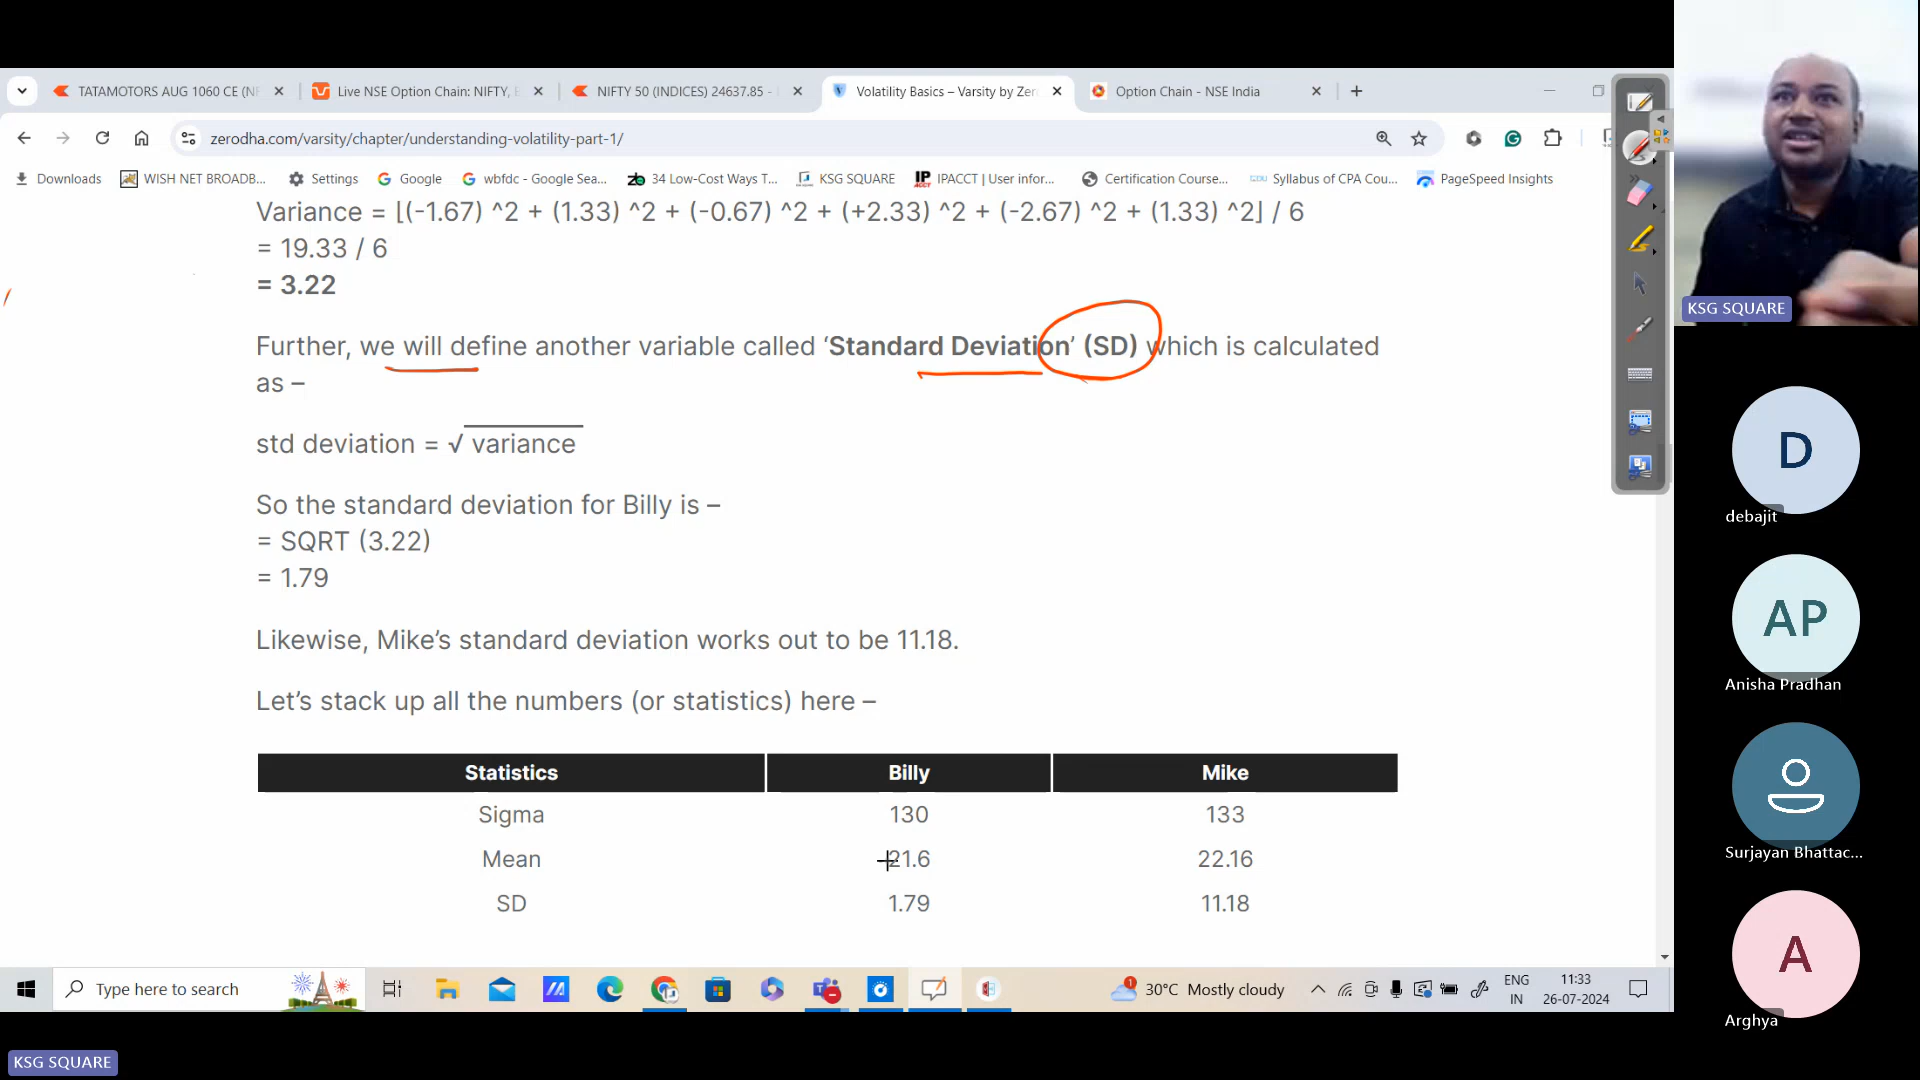 TATAMOTORS AUG 1060 CE (NF
Live NSE Option Chain: NIFTY, B
NIFTY 50 (INDICES) 24637.85 -
Volatility Basics – Varsity by Zer
Option Chain - NSE India
zerodha.com/varsity/chapter/understanding-volatility-part-1/
Downloads
WISH NET BROADB...
Settings
Google
wbfdc - Google Sea...
34 Low-Cost Ways T...
KSG SQUARE
IPACCT | User infor...
Certification Course...
Syllabus of CPA Cou...
PageSpeed Insights
Variance = [(-1.67) ^2 + (1.33) ^2 + (-0.67) ^2 + (+2.33) ^2 + (-2.67) ^2 + (1.33) ^2] / 6
= 19.33 / 6
= 3.22
Further, we will define another variable called ‘Standard Deviation’ (SD) which is calculated
as –
std deviation = √ variance
So the standard deviation for Billy is –
= SQRT (3.22)
= 1.79
Likewise, Mike’s standard deviation works out to be 11.18.
Let’s stack up all the numbers (or statistics) here –
Statistics Billy Mike
Sigma 130 133
Mean 21.6 22.16
SD 1.79 11.18
Type here to search
30°C Mostly cloudy
ENG
IN
11:33
26-07-2024
KSG SQUARE
D
debajit
AP
Anisha Pradhan
Surjayan Bhattac...
A
Arghya
KSG SQUARE